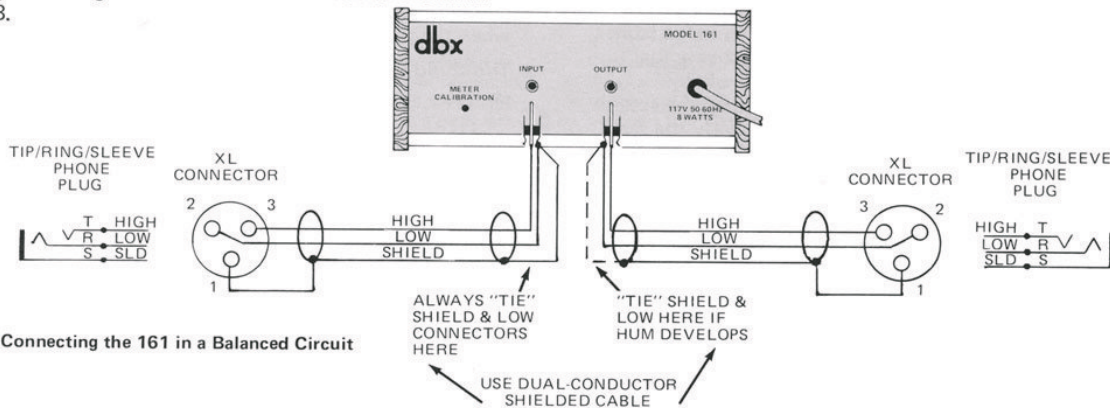 3.
dbx
MODEL 161
INPUT
OUTPUT
METER
CALIBRATION
117V 50 60HZ
8 WATTS
TIP/RING/SLEEVE
PHONE
PLUG
XL
CONNECTOR
2
3
1
T HIGH
R LOW
S SLD
HIGH
LOW
SHIELD
HIGH
LOW
SHIELD
XL
CONNECTOR
3
2
1
TIP/RING/SLEEVE
PHONE
PLUG
HIGH T
LOW R
SLD S
ALWAYS "TIE"
SHIELD & LOW
CONNECTORS
HERE
"TIE" SHIELD &
LOW HERE IF
HUM DEVELOPS
Connecting the 161 in a Balanced Circuit
USE DUAL-CONDUCTOR
SHIELDED CABLE